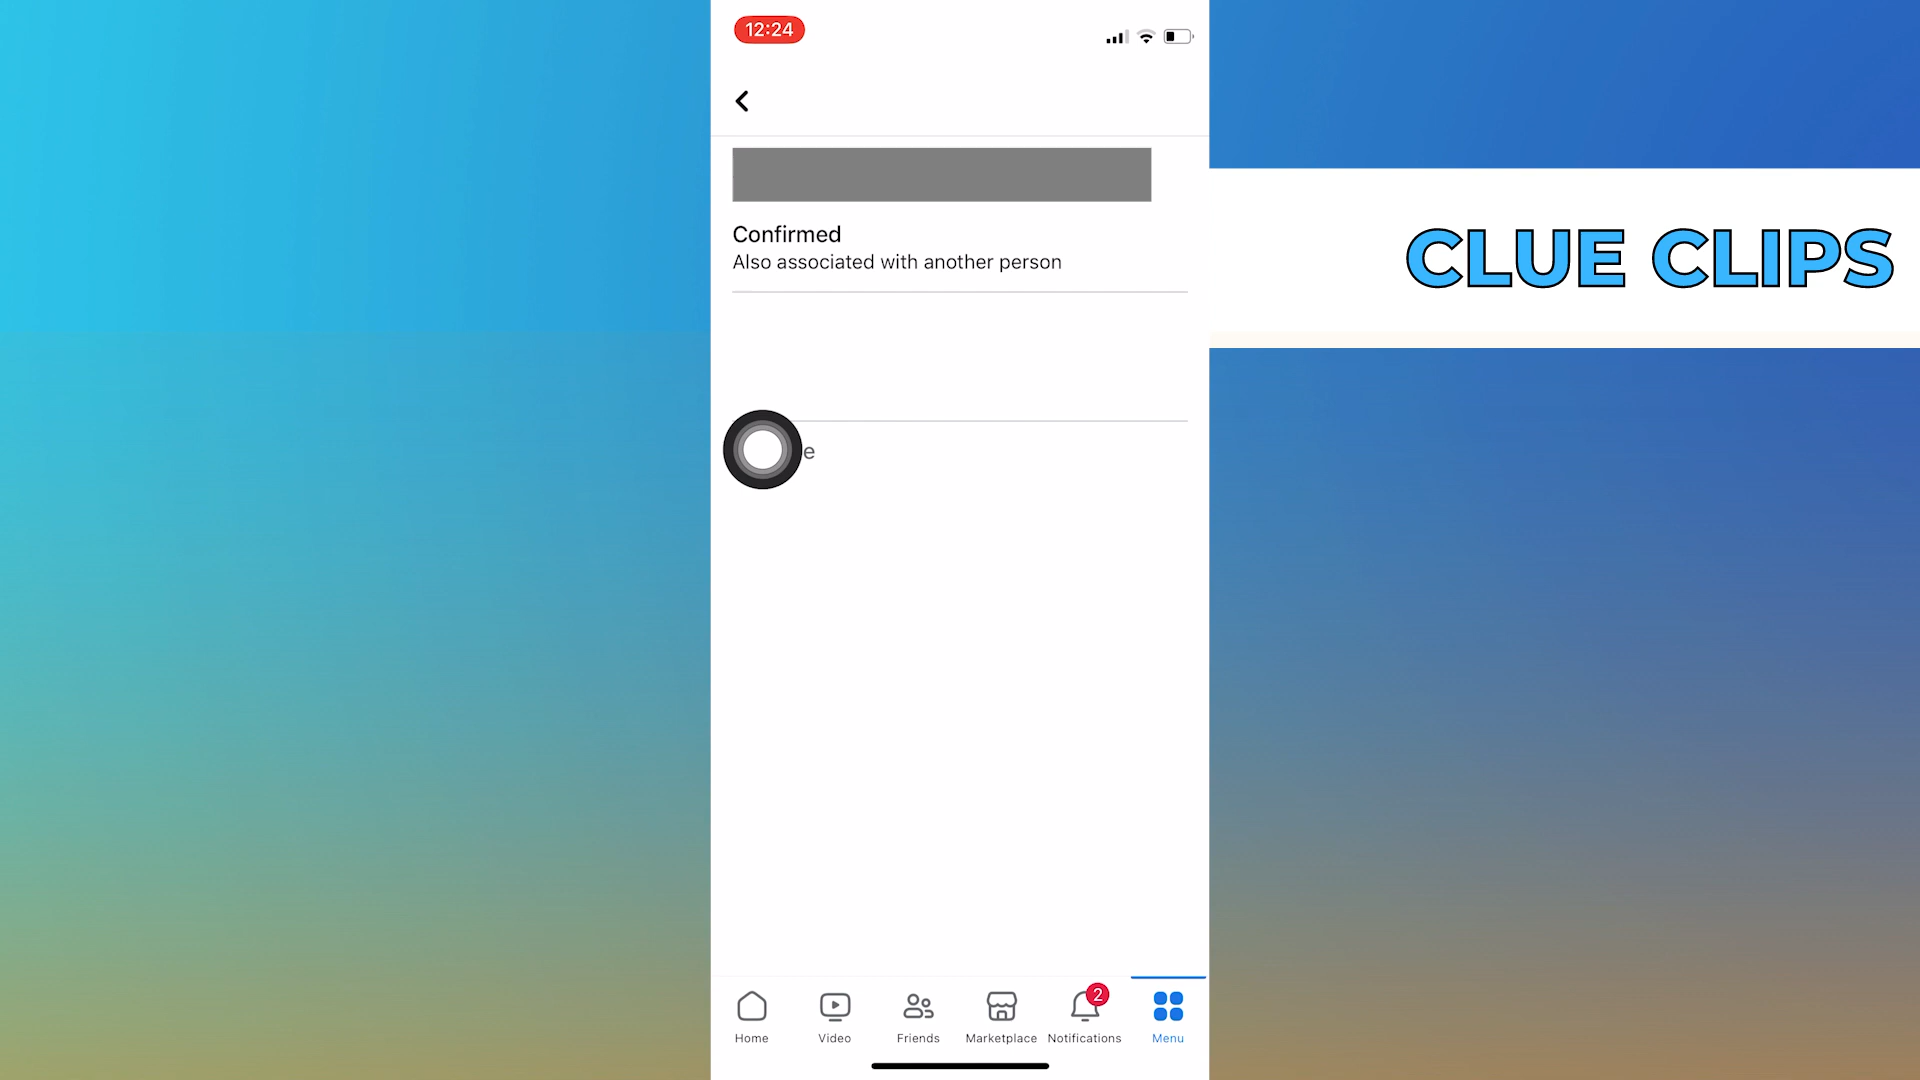 12:24
CLUE CLIPS
Confirmed
Also associated with another person
2
Home
Video
Friends
Marketplace
Notifications
Menu